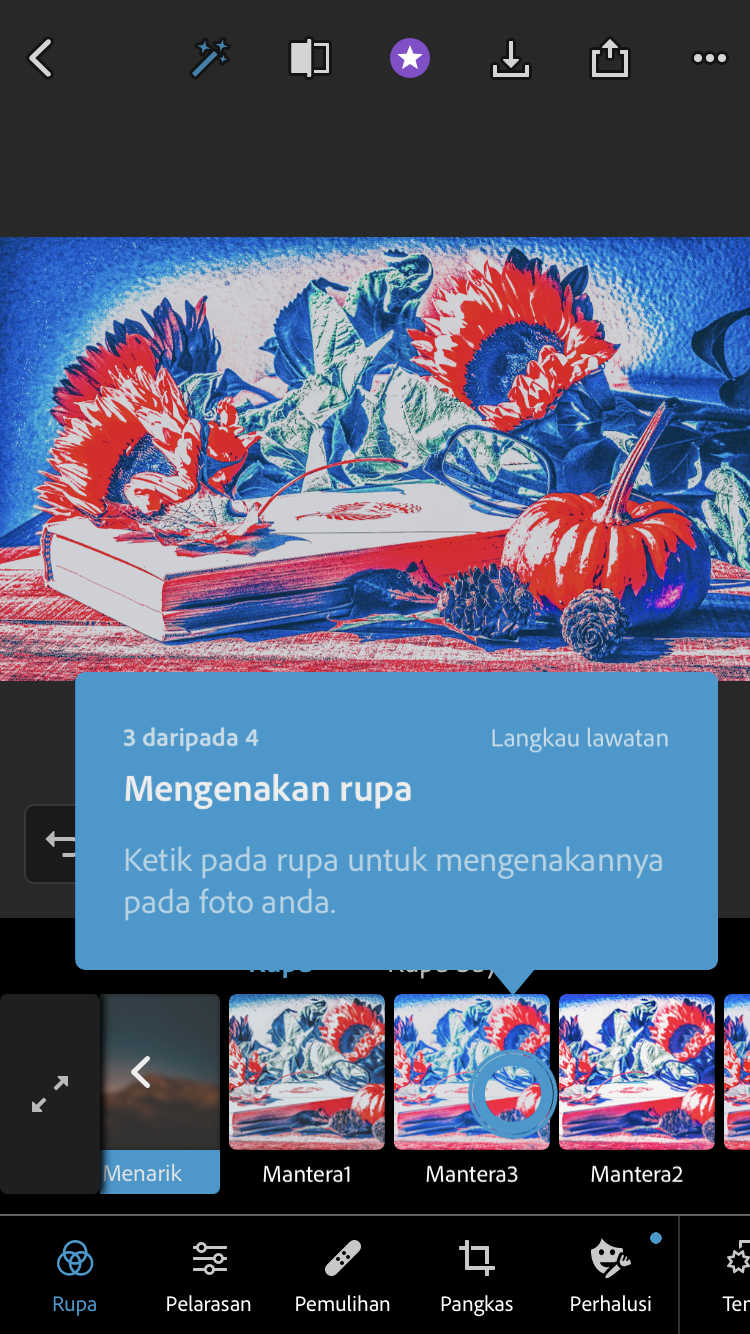 3 daripada 4
Langkau lawatan
Mengenakan rupa
Ketik pada rupa untuk mengenakannya
pada foto anda.
Menarik
Mantera1
Mantera3
Mantera2
Rupa
Pelarasan
Pemulihan
Pangkas
Perhalusi